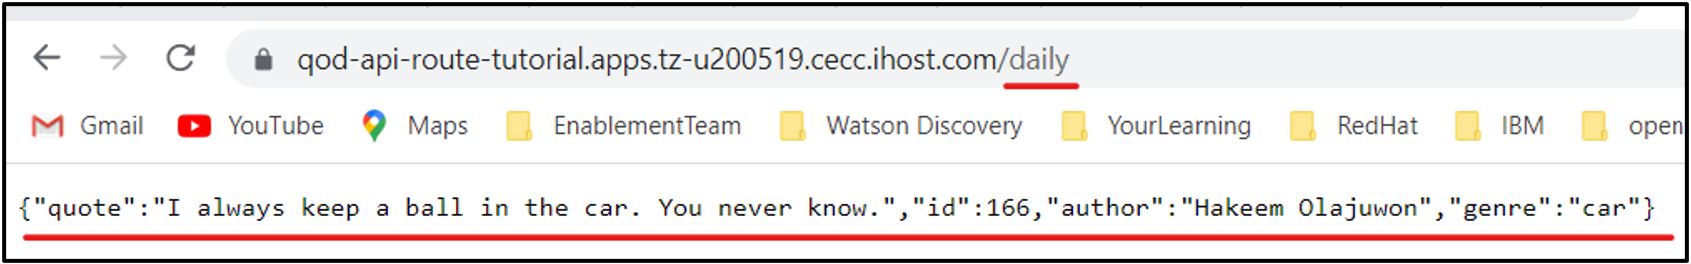 qod-api-route-tutorial.apps.tz-u200519.cecc.ihost.com/daily
Gmail YouTube Maps EnablementTeam Watson Discovery YourLearning RedHat IBM open
{"quote":"I always keep a ball in the car. You never know.","id":166,"author":"Hakeem Olajuwon","genre":"car"}